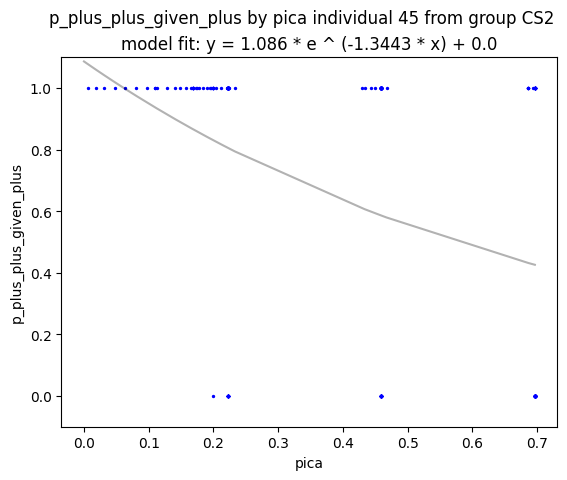 p_plus_plus_given_plus by pica individual 45 from group CS2
model fit: y = 1.086 * e ^ (-1.3443 * x) + 0.0
p_plus_plus_given_plus
1.0
0.8
0.6
0.4
0.2
0.0
0.0 0.1 0.2 0.3 0.4 0.5 0.6 0.7
pica